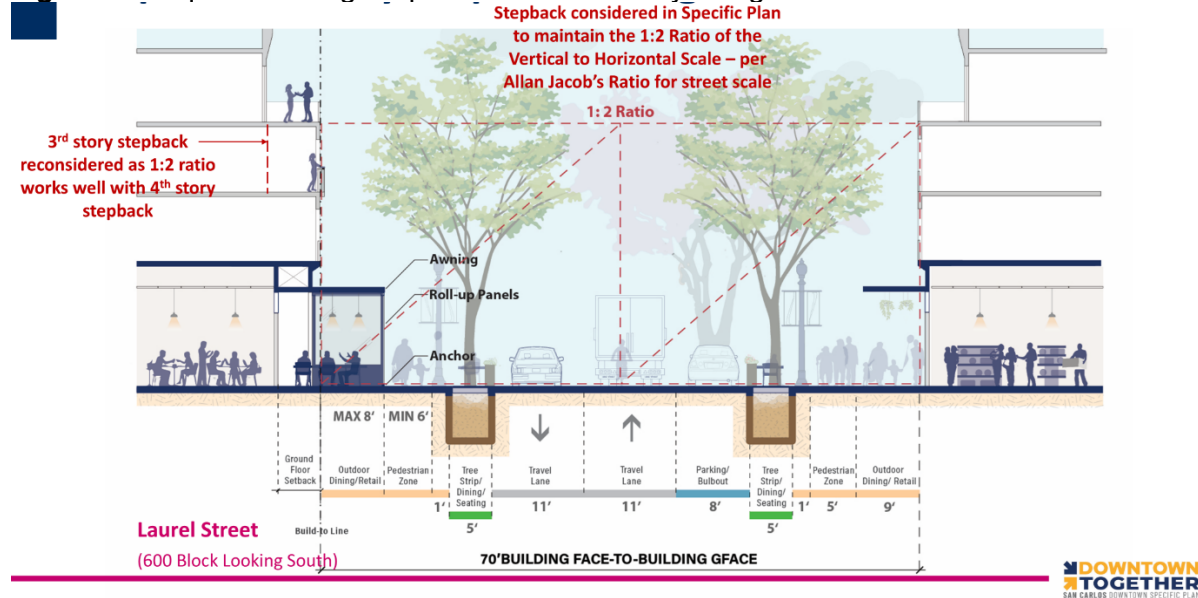 Stepback considered in Specific Plan
to maintain the 1:2 Ratio of the
Vertical to Horizontal Scale – per
Allan Jacob's Ratio for street scale
1: 2 Ratio
3rd story stepback
reconsidered as 1:2 ratio
works well with 4th story
stepback
Awning
Roll-up Panels
Anchor
MAX 8'
MIN 6'
Ground
Floor
Setback
Outdoor
Dining/Retail
Pedestrian
Zone
1'
Tree
Strip/
Dining/
Seating
5'
Travel
Lane
11'
Travel
Lane
11'
Parking/
Bulbout
8'
Tree
Strip/
Dining/
Seating
5'
1'
Pedestrian
Zone
5'
Outdoor
Dining/ Retail
9'
Build-to Line
Laurel Street
(600 Block Looking South)
70'BUILDING FACE-TO-BUILDING GFACE
DOWNTOWN
TOGETHER
SAN CARLOS DOWNTOWN SPECIFIC PLAN